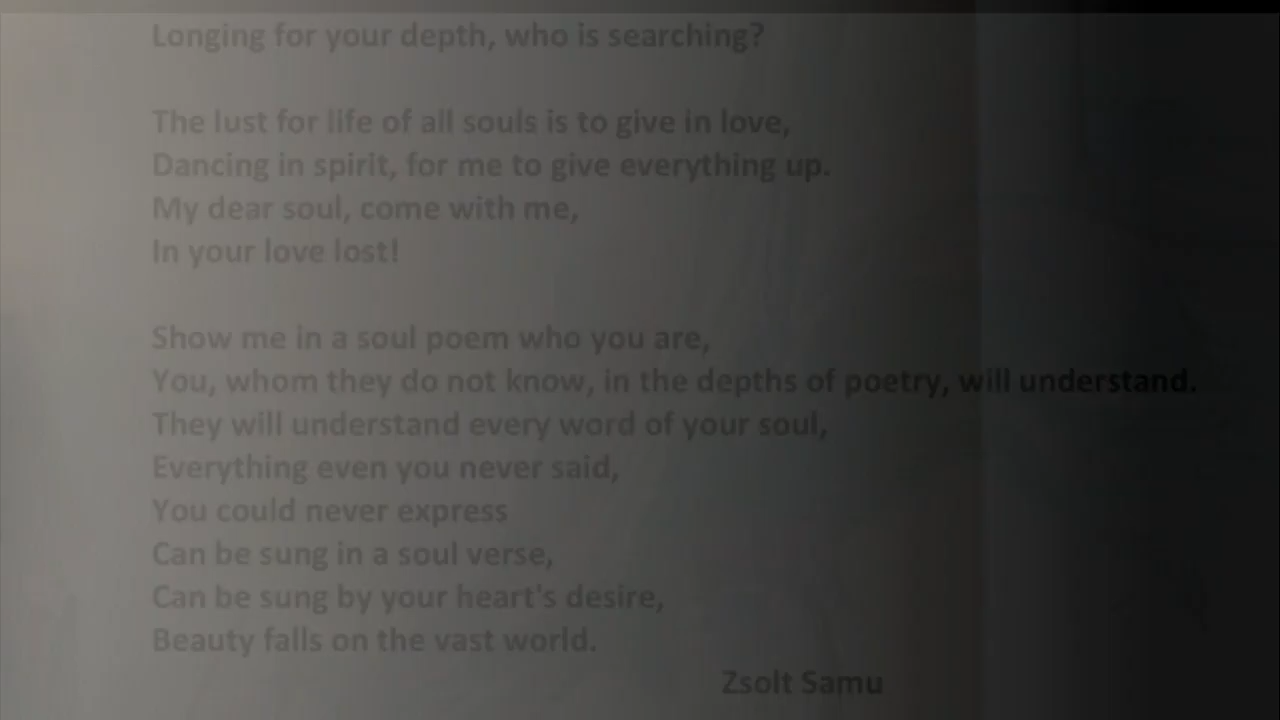 Longing for your depth, who is searching?
The lust for life of all souls is to give in love,
Dancing in spirit, for me to give everything up.
My dear soul, come with me,
In your love lost!
Show me in a soul poem who you are,
You, whom they do not know, in the depths of poetry, will understand.
They will understand every word of your soul,
Everything even you never said,
You could never express
Can be sung in a soul verse,
Can be sung by your heart's desire,
Beauty falls on the vast world.
Zsolt Samu